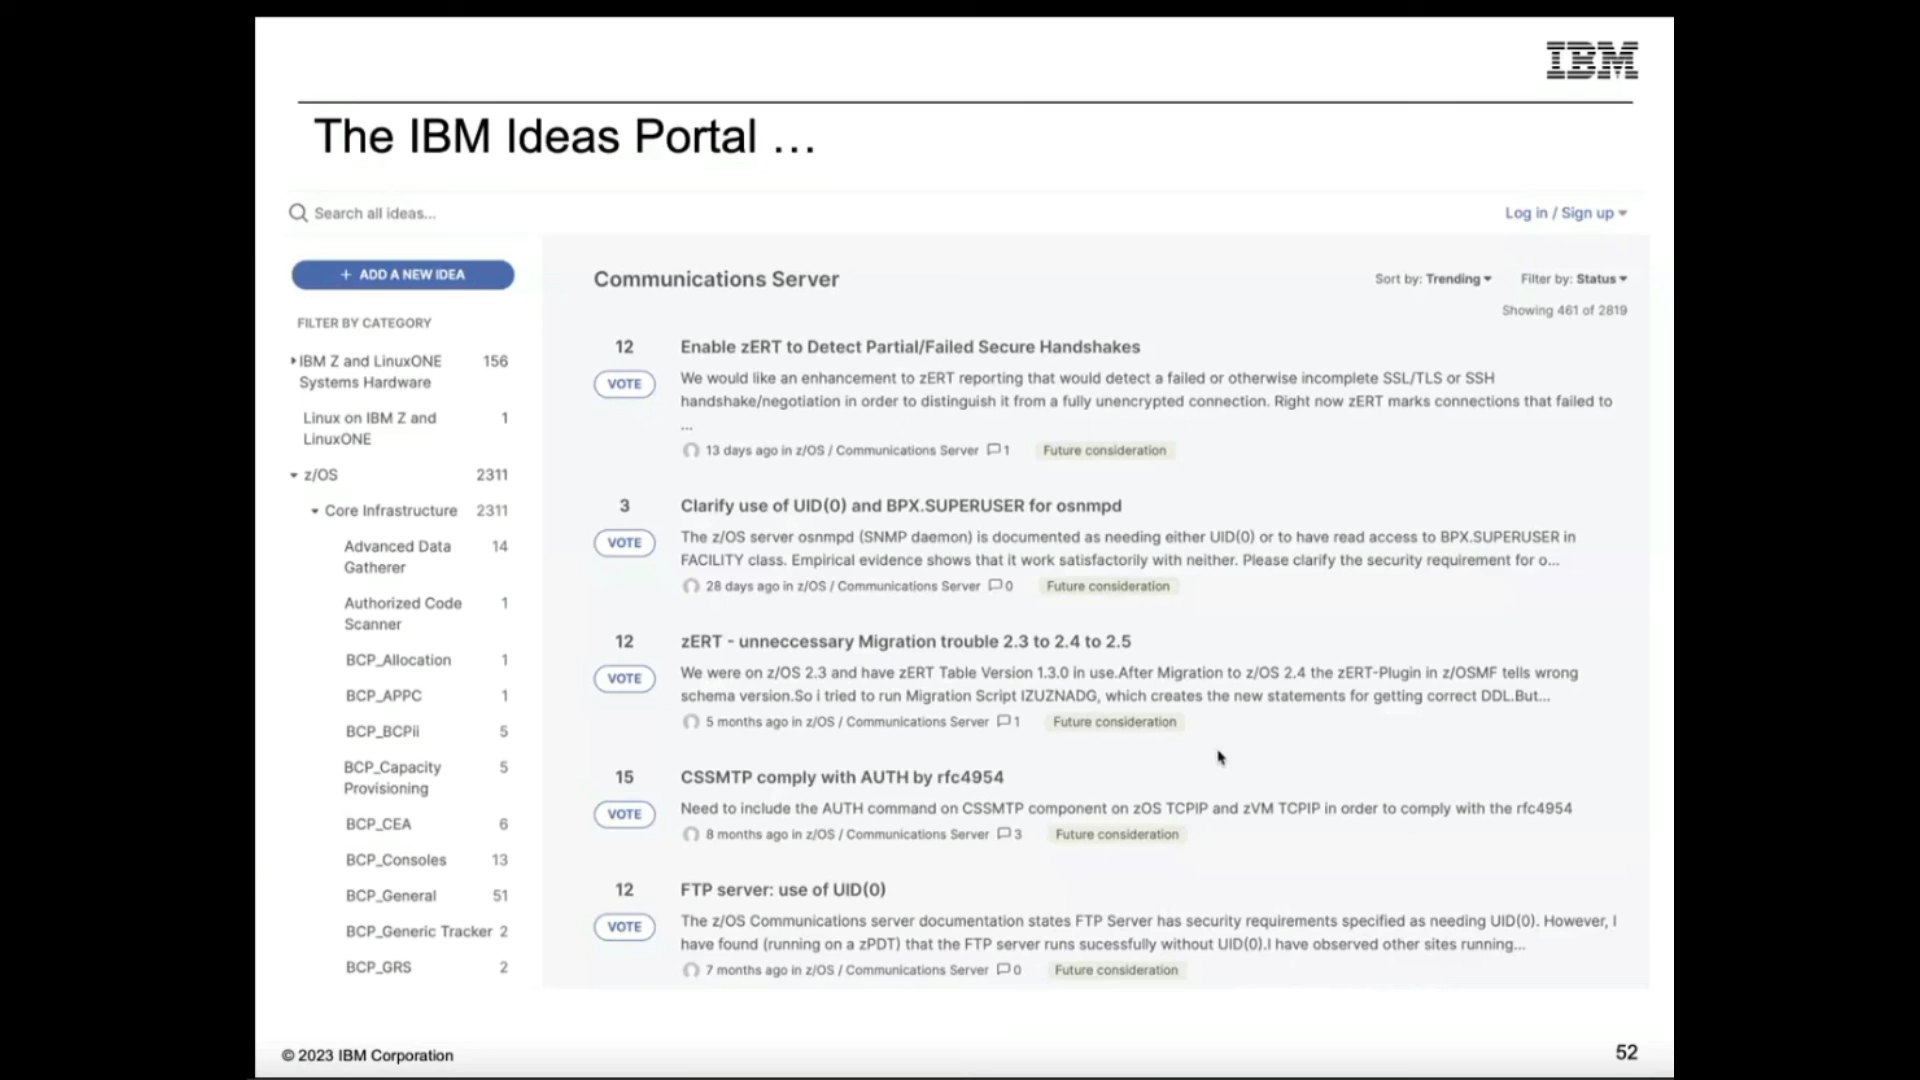 IBM
The IBM Ideas Portal ...
Search all ideas...
Log in / Sign up
+ ADD A NEW IDEA
FILTER BY CATEGORY
IBM Z and LinuxONE 156
Systems Hardware
Linux on IBM Z and 1
LinuxONE
z/OS 2311
Core Infrastructure 2311
Advanced Data 14
Gatherer
Authorized Code 1
Scanner
BCP_Allocation 1
BCP_APPC 1
BCP_BCPii 5
BCP_Capacity 5
Provisioning
BCP_CEA 6
BCP_Consoles 13
BCP_General 51
BCP_Generic Tracker 2
BCP_GRS 2
Communications Server
Sort by: Trending Filter by: Status
Showing 461 of 2819
12 Enable zERT to Detect Partial/Failed Secure Handshakes
VOTE We would like an enhancement to zERT reporting that would detect a failed or otherwise incomplete SSL/TLS or SSH
handshake/negotiation in order to distinguish it from a fully unencrypted connection. Right now zERT marks connections that failed to
...
13 days ago in z/OS / Communications Server 1 Future consideration
3 Clarify use of UID(0) and BPX.SUPERUSER for osnmpd
VOTE The z/OS server osnmpd (SNMP daemon) is documented as needing either UID(0) or to have read access to BPX.SUPERUSER in
FACILITY class. Empirical evidence shows that it work satisfactorily with neither. Please clarify the security requirement for o...
28 days ago in z/OS / Communications Server 0 Future consideration
12 zERT - unneccessary Migration trouble 2.3 to 2.4 to 2.5
VOTE We were on z/OS 2.3 and have zERT Table Version 1.3.0 in use.After Migration to z/OS 2.4 the zERT-Plugin in z/OSMF tells wrong
schema version.So i tried to run Migration Script IZUZNADG, which creates the new statements for getting correct DDL.But...
5 months ago in z/OS / Communications Server 1 Future consideration
15 CSSMTP comply with AUTH by rfc4954
VOTE Need to include the AUTH command on CSSMTP component on zOS TCPIP and zVM TCPIP in order to comply with the rfc4954
8 months ago in z/OS / Communications Server 3 Future consideration
12 FTP server: use of UID(0)
VOTE The z/OS Communications server documentation states FTP Server has security requirements specified as needing UID(0). However, I
have found (running on a zPDT) that the FTP server runs sucessfully without UID(0).I have observed other sites running...
7 months ago in z/OS / Communications Server 0 Future consideration
© 2023 IBM Corporation
52